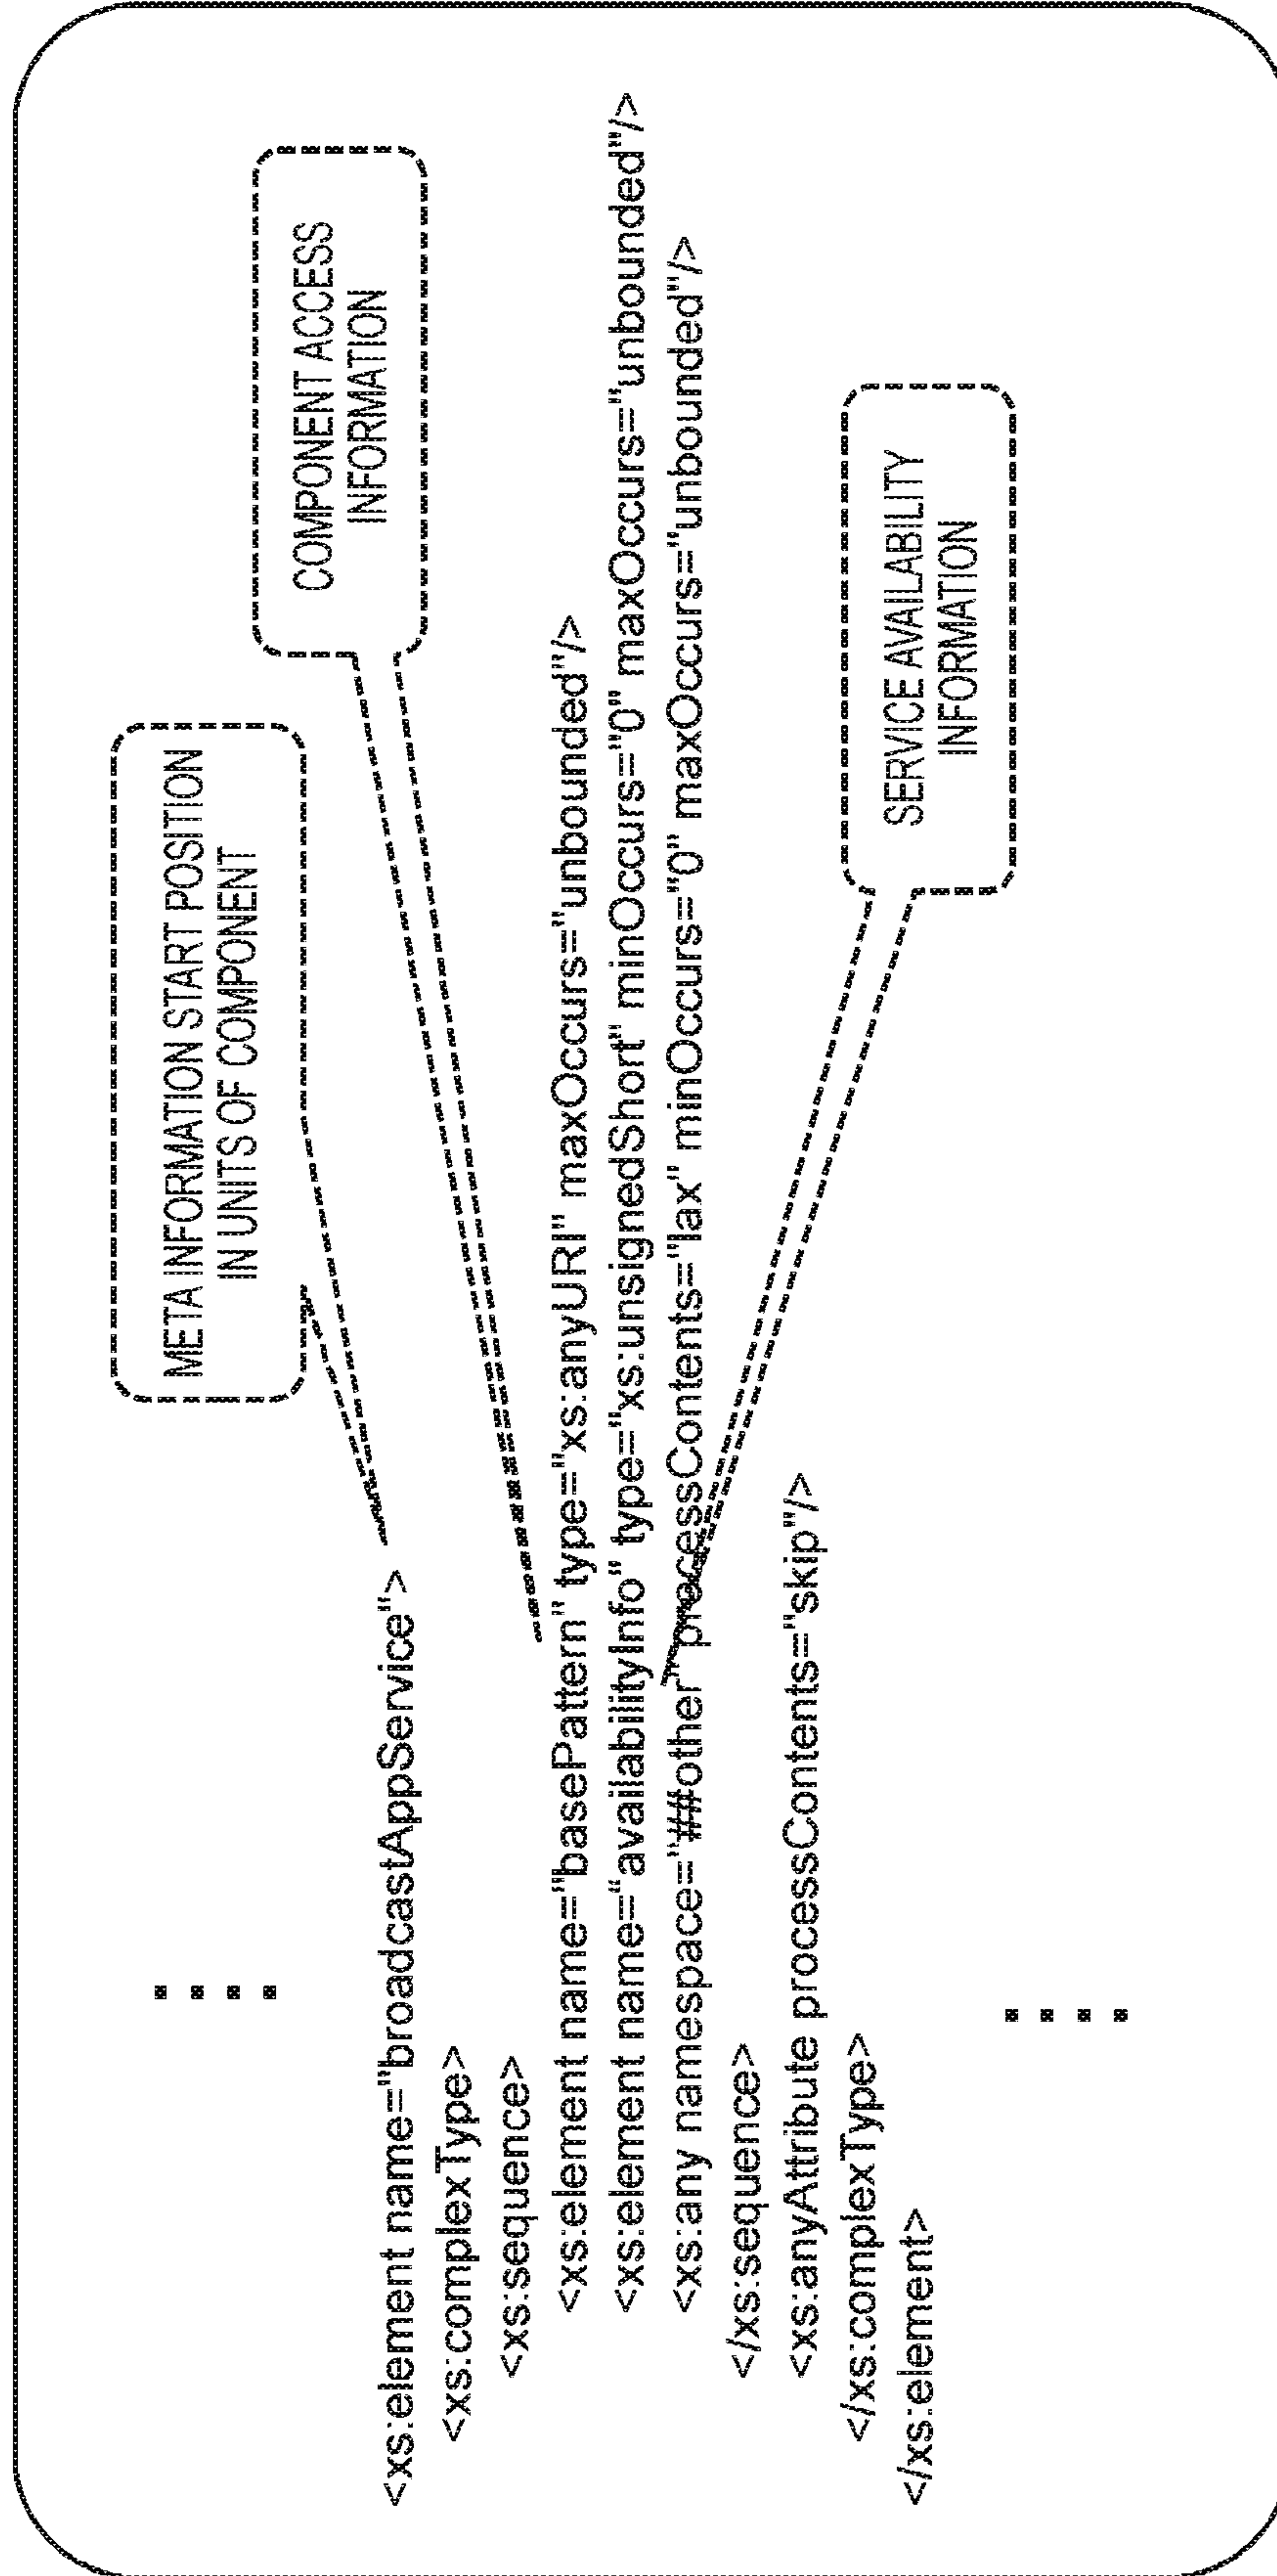 META INFORMATION START POSITION
IN UNITS OF COMPONENT
COMPONENT ACCESS
INFORMATION
....
<xs:element name="broadcastAppService">
<xs:complexType>
<xs:sequence>
<xs:element name="basePattern" type="xs:anyURI" maxOccurs="unbounded"/>
<xs:element name="availabilityInfo" type="xs:unsignedShort" minOccurs="0" maxOccurs="unbounded"/>
<xs:any namespace="##other" processContents="lax" minOccurs="0" maxOccurs="unbounded"/>
</xs:sequence>
<xs:anyAttribute processContents="skip"/>
</xs:complexType>
</xs:element>
SERVICE AVAILABILITY
INFORMATION
....